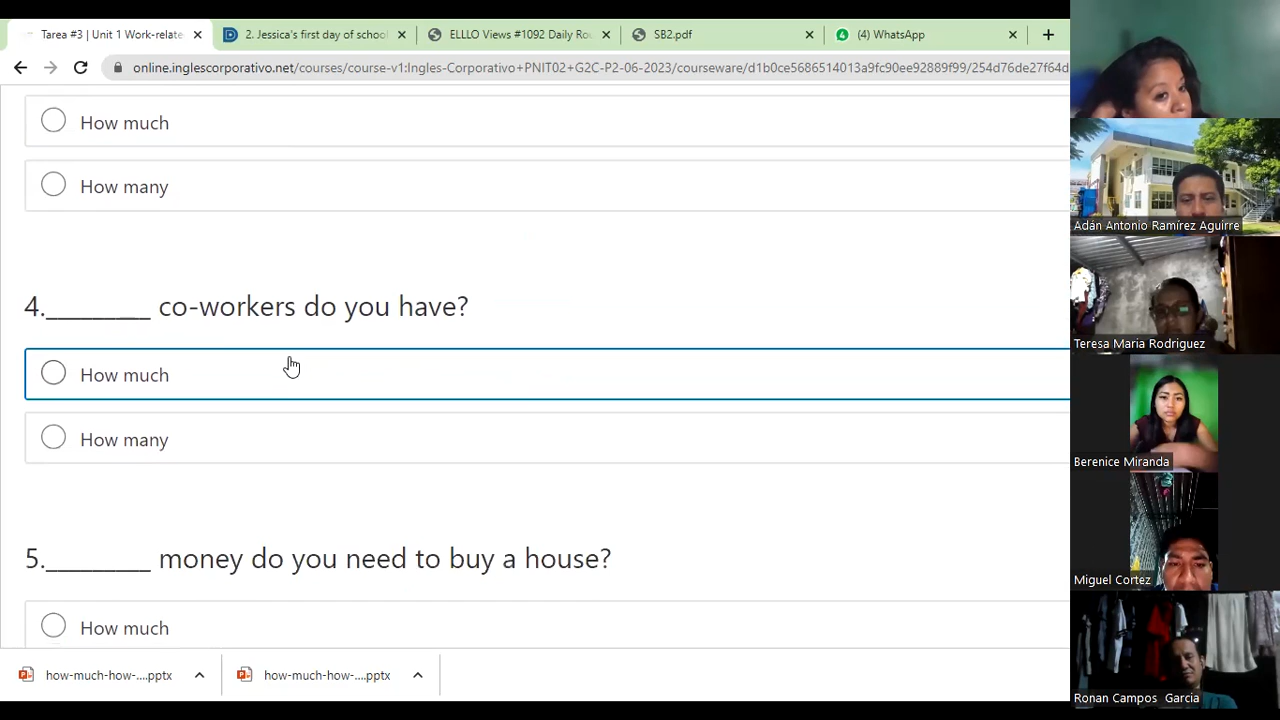 Tarea #3 | Unit 1 Work-relate
2. Jessica's first day of school
ELLLO Views #1092 Daily Rou
SB2.pdf
(4) WhatsApp
online.inglescorporativo.net/courses/course-v1:Ingles-Corporativo+PNIT02+G2C-P2-06-2023/courseware/d1b0ce5686514013a9fc90ee92889f99/254d76de27f64d
How much
How many
4._________ co-workers do you have?
How much
How many
5._________ money do you need to buy a house?
How much
how-much-how-....pptx
how-much-how-....pptx
Adán Antonio Ramírez Aguirre
Teresa Maria Rodriguez
Berenice Miranda
Miguel Cortez
Ronan Campos Garcia